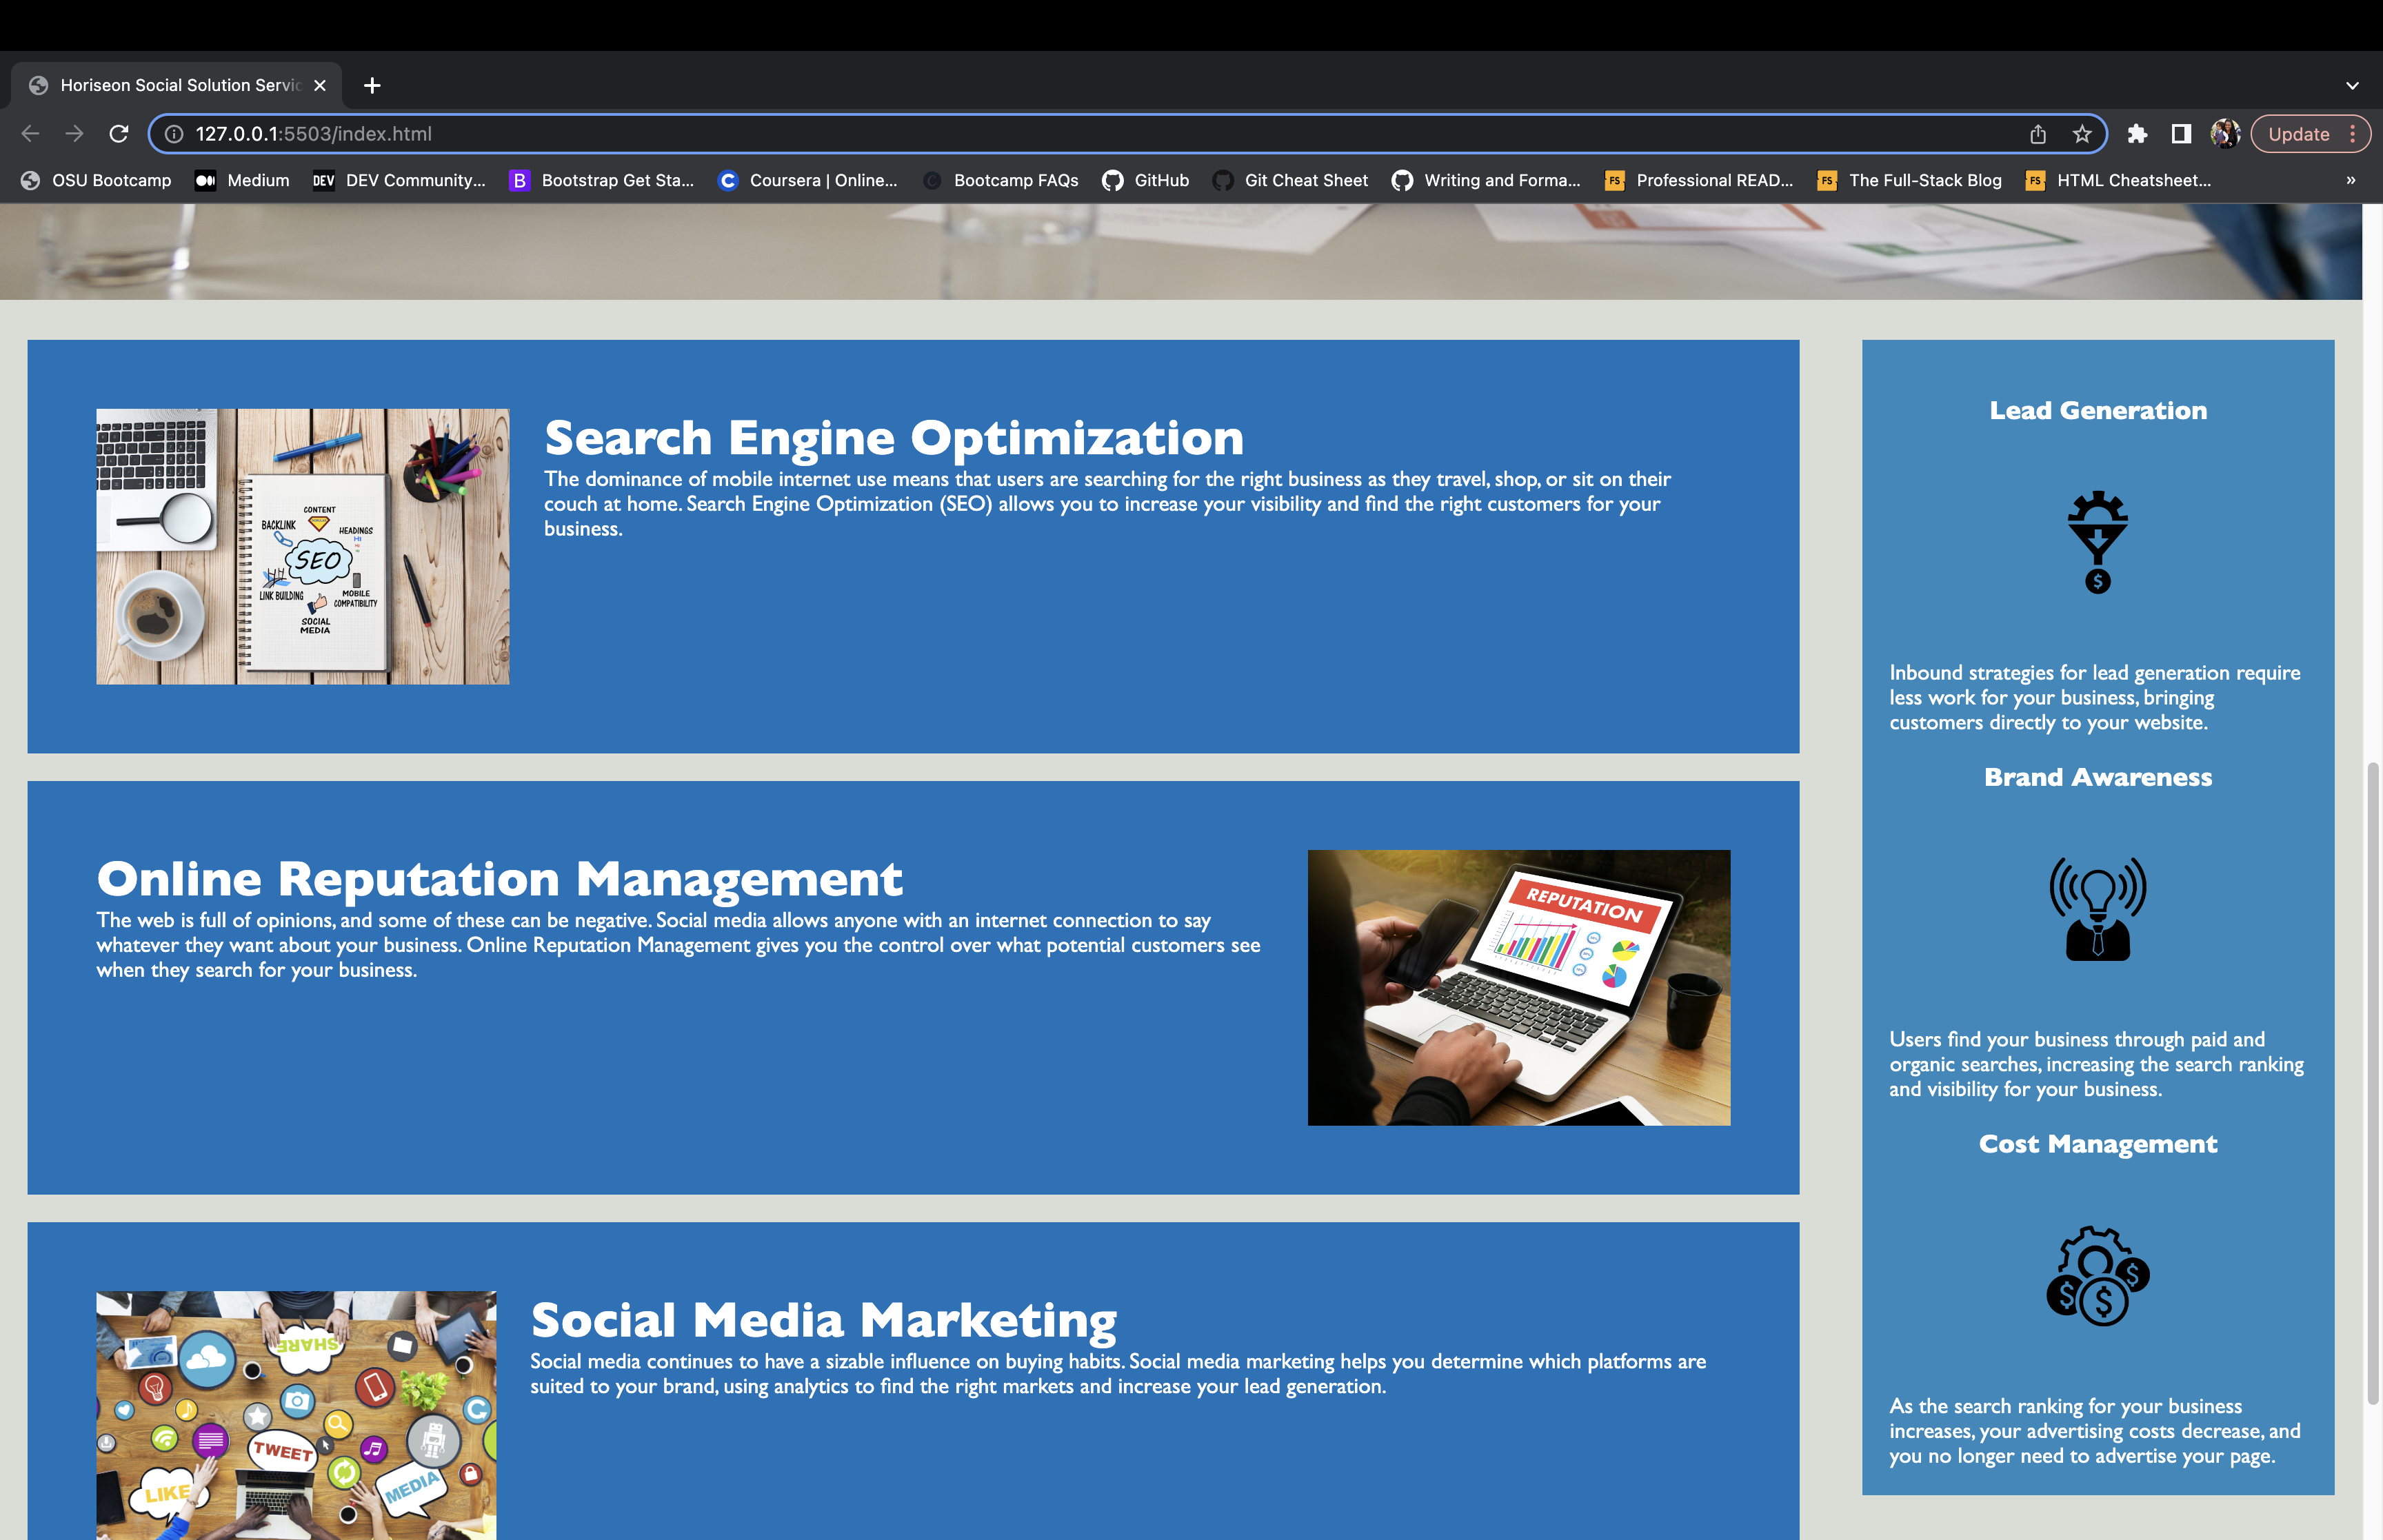 Horiseon Social Solution Servic
127.0.0.1:5503/index.html
Update
OSU Bootcamp
Medium
DEV
DEV Community...
B
Bootstrap Get Sta...
C
Coursera | Online...
Bootcamp FAQs
GitHub
Git Cheat Sheet
Writing and Forma...
FS
Professional READ...
FS
The Full-Stack Blog
FS
HTML Cheatsheet...
»
Search Engine Optimization
The dominance of mobile internet use means that users are searching for the right business as they travel, shop, or sit on their
couch at home. Search Engine Optimization (SEO) allows you to increase your visibility and find the right customers for your
business.
CONTENT
BACKLINK
HEADINGS
H1
SEO
LINK BUILDING
MOBILE
COMPATIBILITY
SOCIAL
MEDIA
Online Reputation Management
The web is full of opinions, and some of these can be negative. Social media allows anyone with an internet connection to say
whatever they want about your business. Online Reputation Management gives you the control over what potential customers see
when they search for your business.
REPUTATION
Social Media Marketing
Social media continues to have a sizable influence on buying habits. Social media marketing helps you determine which platforms are
suited to your brand, using analytics to find the right markets and increase your lead generation.
SHARE
TWEET
LIKE
MEDIA
Lead Generation
$
Inbound strategies for lead generation require
less work for your business, bringing
customers directly to your website.
Brand Awareness
Users find your business through paid and
organic searches, increasing the search ranking
and visibility for your business.
Cost Management
$
$
$
As the search ranking for your business
increases, your advertising costs decrease, and
you no longer need to advertise your page.